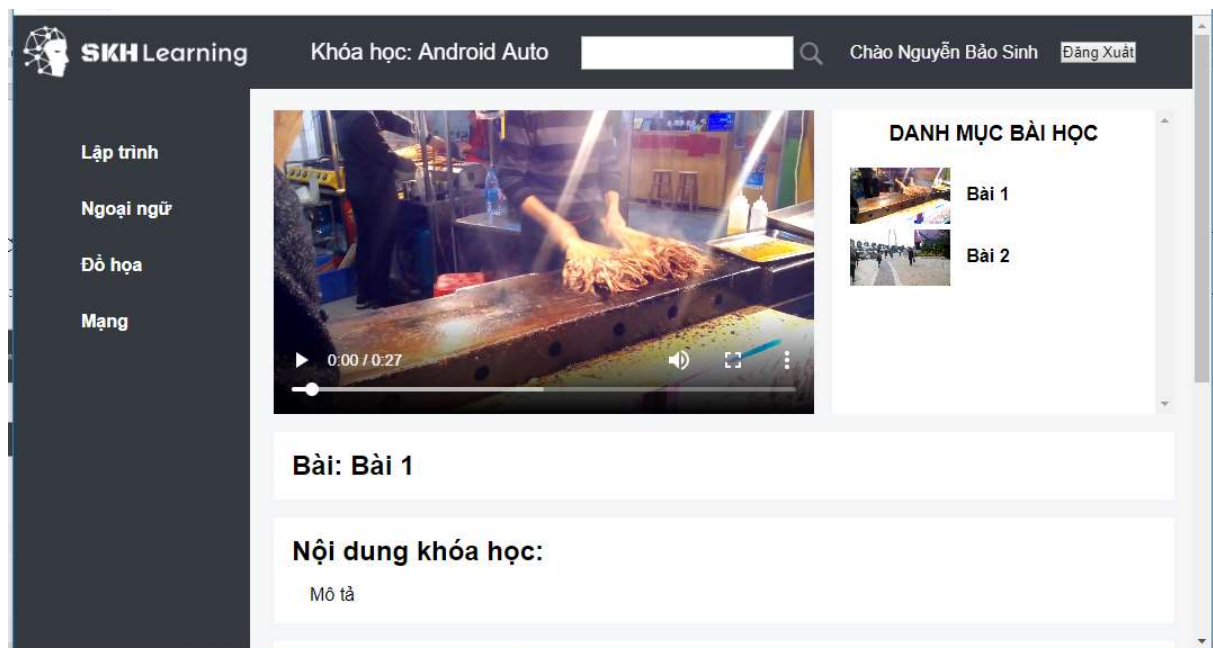 SKH Learning
Khóa học: Android Auto
Chào Nguyễn Bảo Sinh
Đăng Xuất
Lập trình
Ngoại ngữ
Đồ họa
Mạng
0:00 / 0:27
DANH MỤC BÀI HỌC
Bài 1
Bài 2
Bài: Bài 1
Nội dung khóa học:
Mô tả